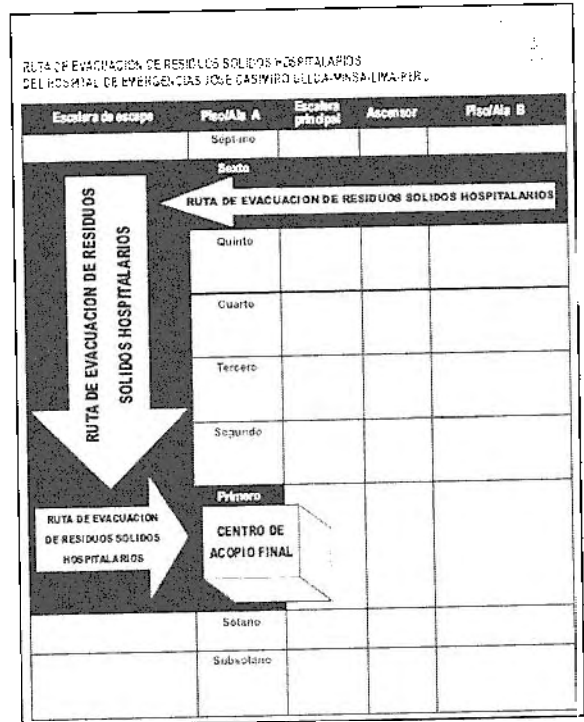 RUTA DE EVACUACION DE RESIDUOS SOLIDOS HOSPITALARIOS
DEL HOSPITAL DE EMERGENCIAS JOSE CASIMIRO ULLOA-MINSA-LIMA-PERU
Escalera de escape Piso/Ala A Escalera principal Ascensor Piso/Ala B
Séptimo
Sexto
RUTA DE EVACUACION DE RESIDUOS SOLIDOS HOSPITALARIOS
RUTA DE EVACUACION DE RESIDUOS
SOLIDOS HOSPITALARIOS
Quinto
Cuarto
Tercero
Segundo
Primero
RUTA DE EVACUACION
DE RESIDUOS SOLIDOS
HOSPITALARIOS
CENTRO DE
ACOPIO FINAL
Sótano
Subsotano